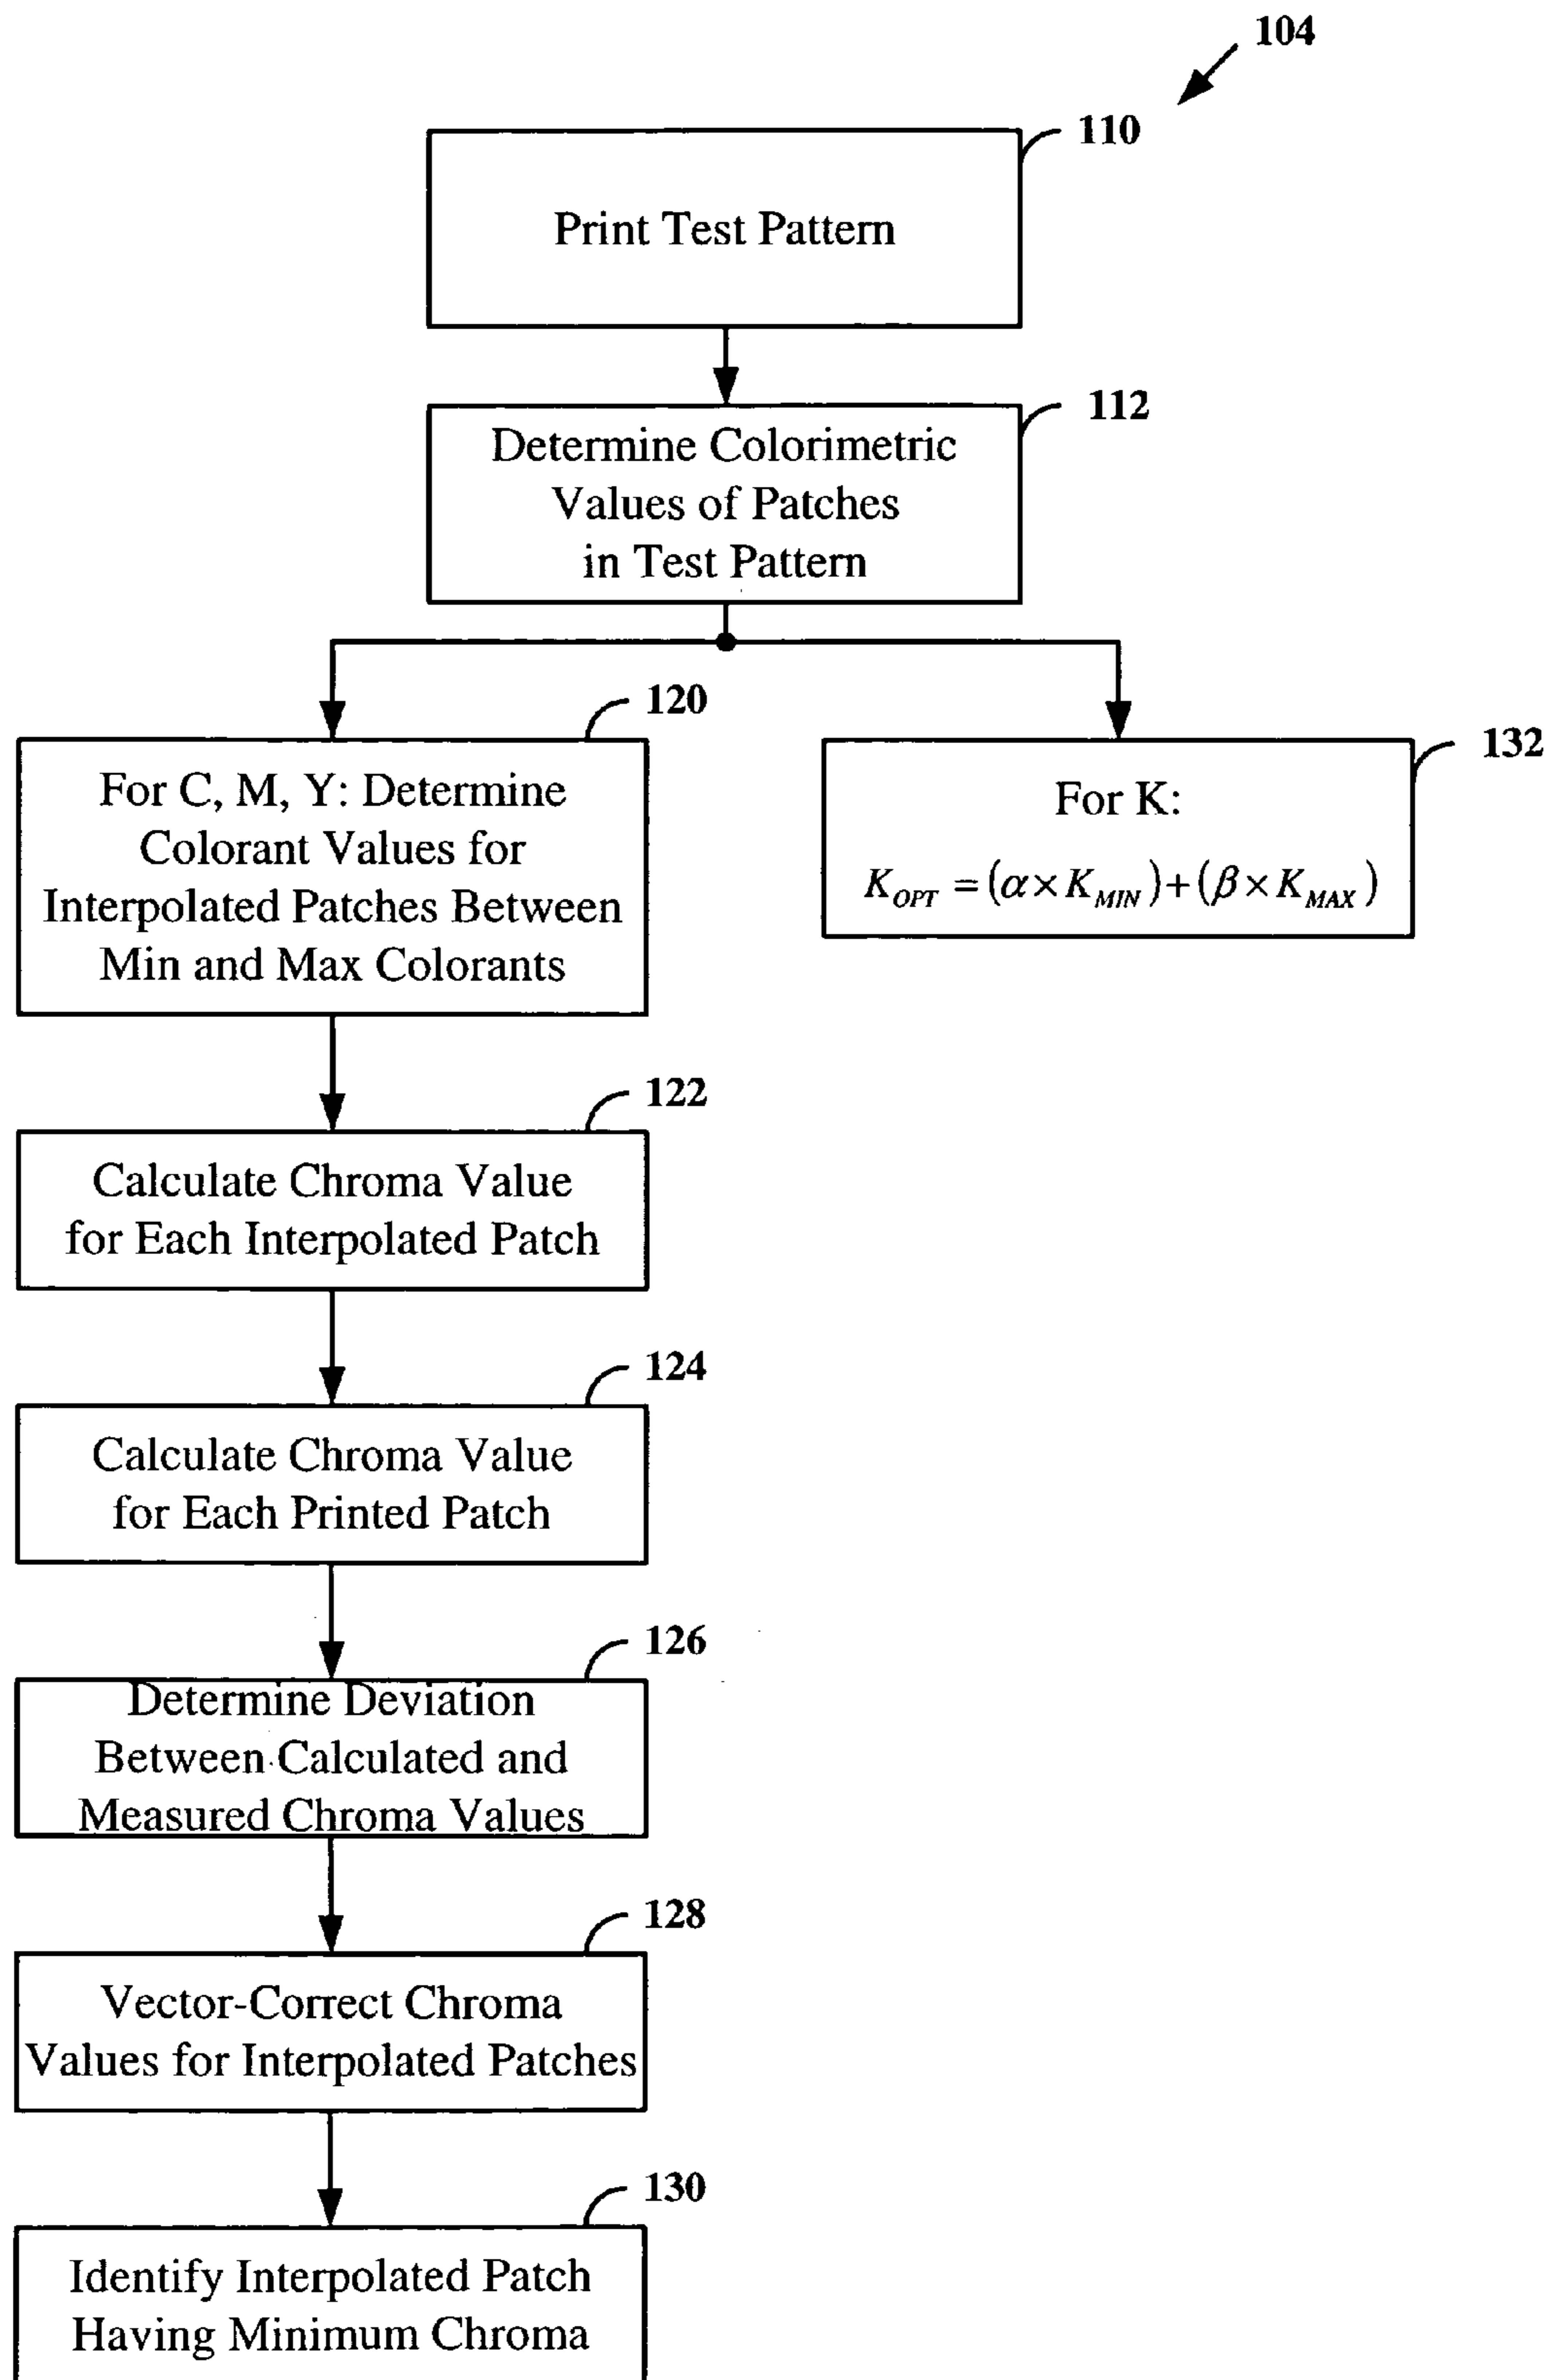 104
110
Print Test Pattern
112
Determine Colorimetric
Values of Patches
in Test Pattern
120
For C, M, Y: Determine
Colorant Values for
Interpolated Patches Between
Min and Max Colorants
132
For K:
K_OPT = (α × K_MIN) + (β × K_MAX)
122
Calculate Chroma Value
for Each Interpolated Patch
124
Calculate Chroma Value
for Each Printed Patch
126
Determine Deviation
Between Calculated and
Measured Chroma Values
128
Vector-Correct Chroma
Values for Interpolated Patches
130
Identify Interpolated Patch
Having Minimum Chroma